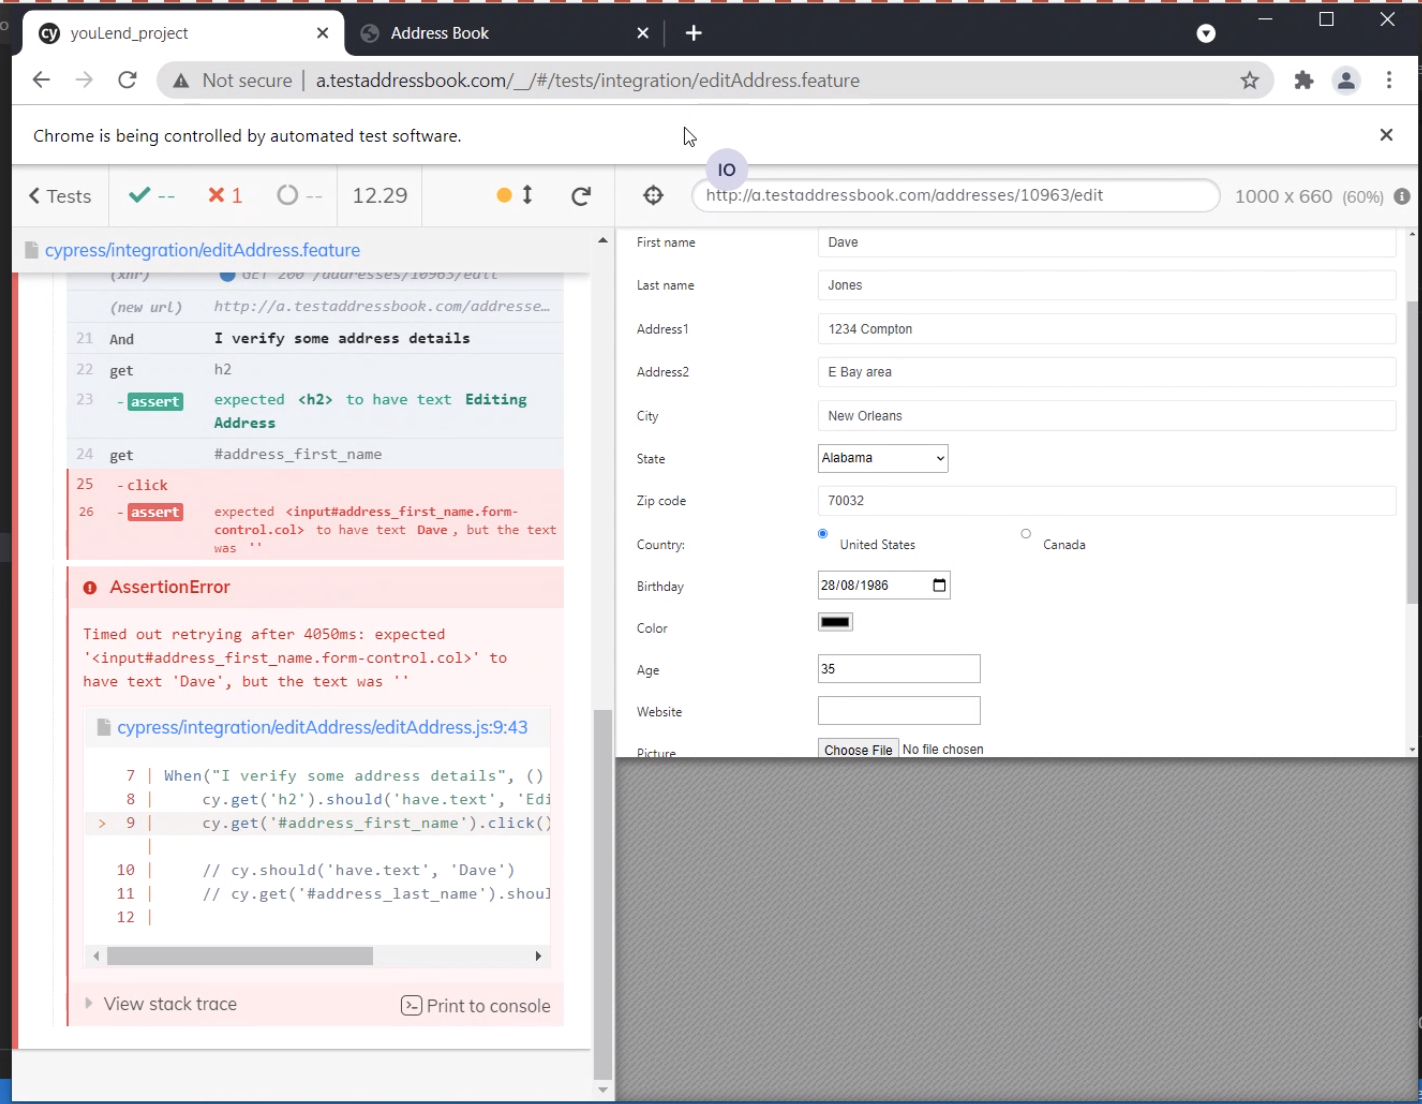 youLend_project
Address Book
Not secure | a.testaddressbook.com/__/#/tests/integration/editAddress.feature
Chrome is being controlled by automated test software.
Tests -- 1 -- 12.29
IO
http://a.testaddressbook.com/addresses/10963/edit 1000 x 660 (60%)
cypress/integration/editAddress.feature
(xhr) GET 200 /addresses/10963/edit
(new url) http://a.testaddressbook.com/addresse…
21 And I verify some address details
22 get h2
23 -assert expected <h2> to have text Editing
Address
24 get #address_first_name
25 -click
26 -assert expected <input#address_first_name.form-
control.col> to have text Dave, but the text
was ''
AssertionError
Timed out retrying after 4050ms: expected
'<input#address_first_name.form-control.col>' to
have text 'Dave', but the text was ''
cypress/integration/editAddress/editAddress.js:9:43
7 | When("I verify some address details", ()
8 | cy.get('h2').should('have.text', 'Edi
> 9 | cy.get('#address_first_name').click()
|
10 | // cy.should('have.text', 'Dave')
11 | // cy.get('#address_last_name').shoul
12 |
View stack trace Print to console
First name Dave
Last name Jones
Address1 1234 Compton
Address2 E Bay area
City New Orleans
State Alabama
Zip code 70032
Country: United States Canada
Birthday 28/08/1986
Color
Age 35
Website
Picture Choose File No file chosen